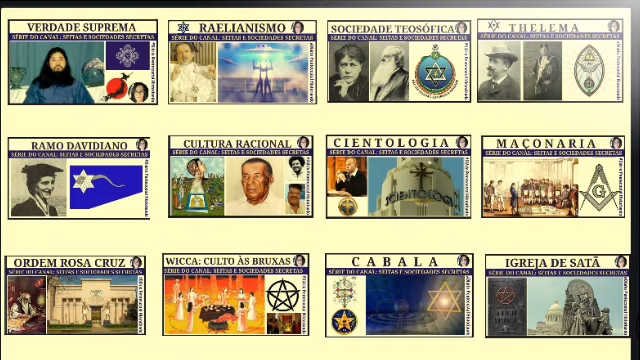 VERDADE SUPREMA
SÉRIE DO CANAL: SEITAS E SOCIEDADES SECRETAS
RAELIANISMO
SÉRIE DO CANAL: SEITAS E SOCIEDADES SECRETAS
SOCIEDADE TEOSÓFICA
SÉRIE DO CANAL: SEITAS E SOCIEDADES SECRETAS
THELEMA
SÉRIE DO CANAL: SEITAS E SOCIEDADES SECRETAS
RAMO DAVIDIANO
SÉRIE DO CANAL: SEITAS E SOCIEDADES SECRETAS
CULTURA RACIONAL
SÉRIE DO CANAL: SEITAS E SOCIEDADES SECRETAS
CIENTOLOGIA
SÉRIE DO CANAL: SEITAS E SOCIEDADES SECRETAS
SCIENTOLOGY
MAÇONARIA
SÉRIE DO CANAL: SEITAS E SOCIEDADES SECRETAS
G
ORDEM ROSA CRUZ
SÉRIE DO CANAL: SEITAS E SOCIEDADES SECRETAS
WICCA: CULTO ÀS BRUXAS
SÉRIE DO CANAL: SEITAS E SOCIEDADES SECRETAS
CABALA
SÉRIE DO CANAL: SEITAS E SOCIEDADES SECRETAS
IGREJA DE SATÃ
SÉRIE DO CANAL: SEITAS E SOCIEDADES SECRETAS